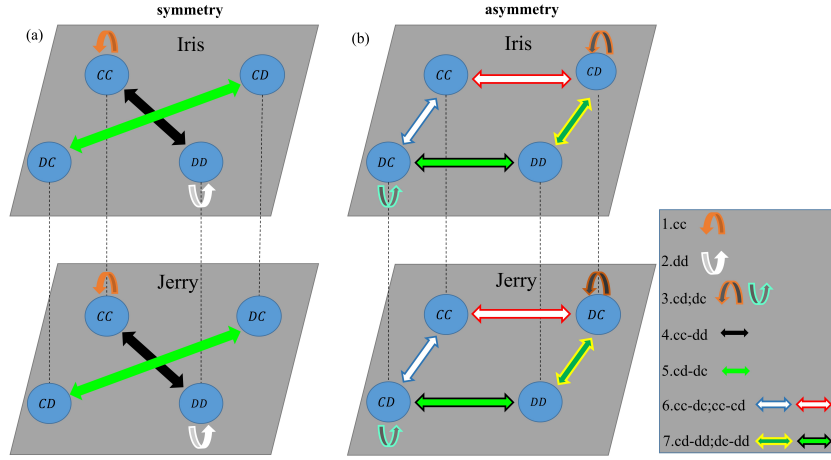 symmetry
asymmetry
(a)
Iris
CC
CD
DC
DD
Jerry
CC
DC
CD
DD
(b)
Iris
CC
CD
DC
DD
Jerry
CC
DC
CD
DD
1.cc
2.dd
3.cd;dc
4.cc-dd
5.cd-dc
6.cc-dc;cc-cd
7.cd-dd;dc-dd